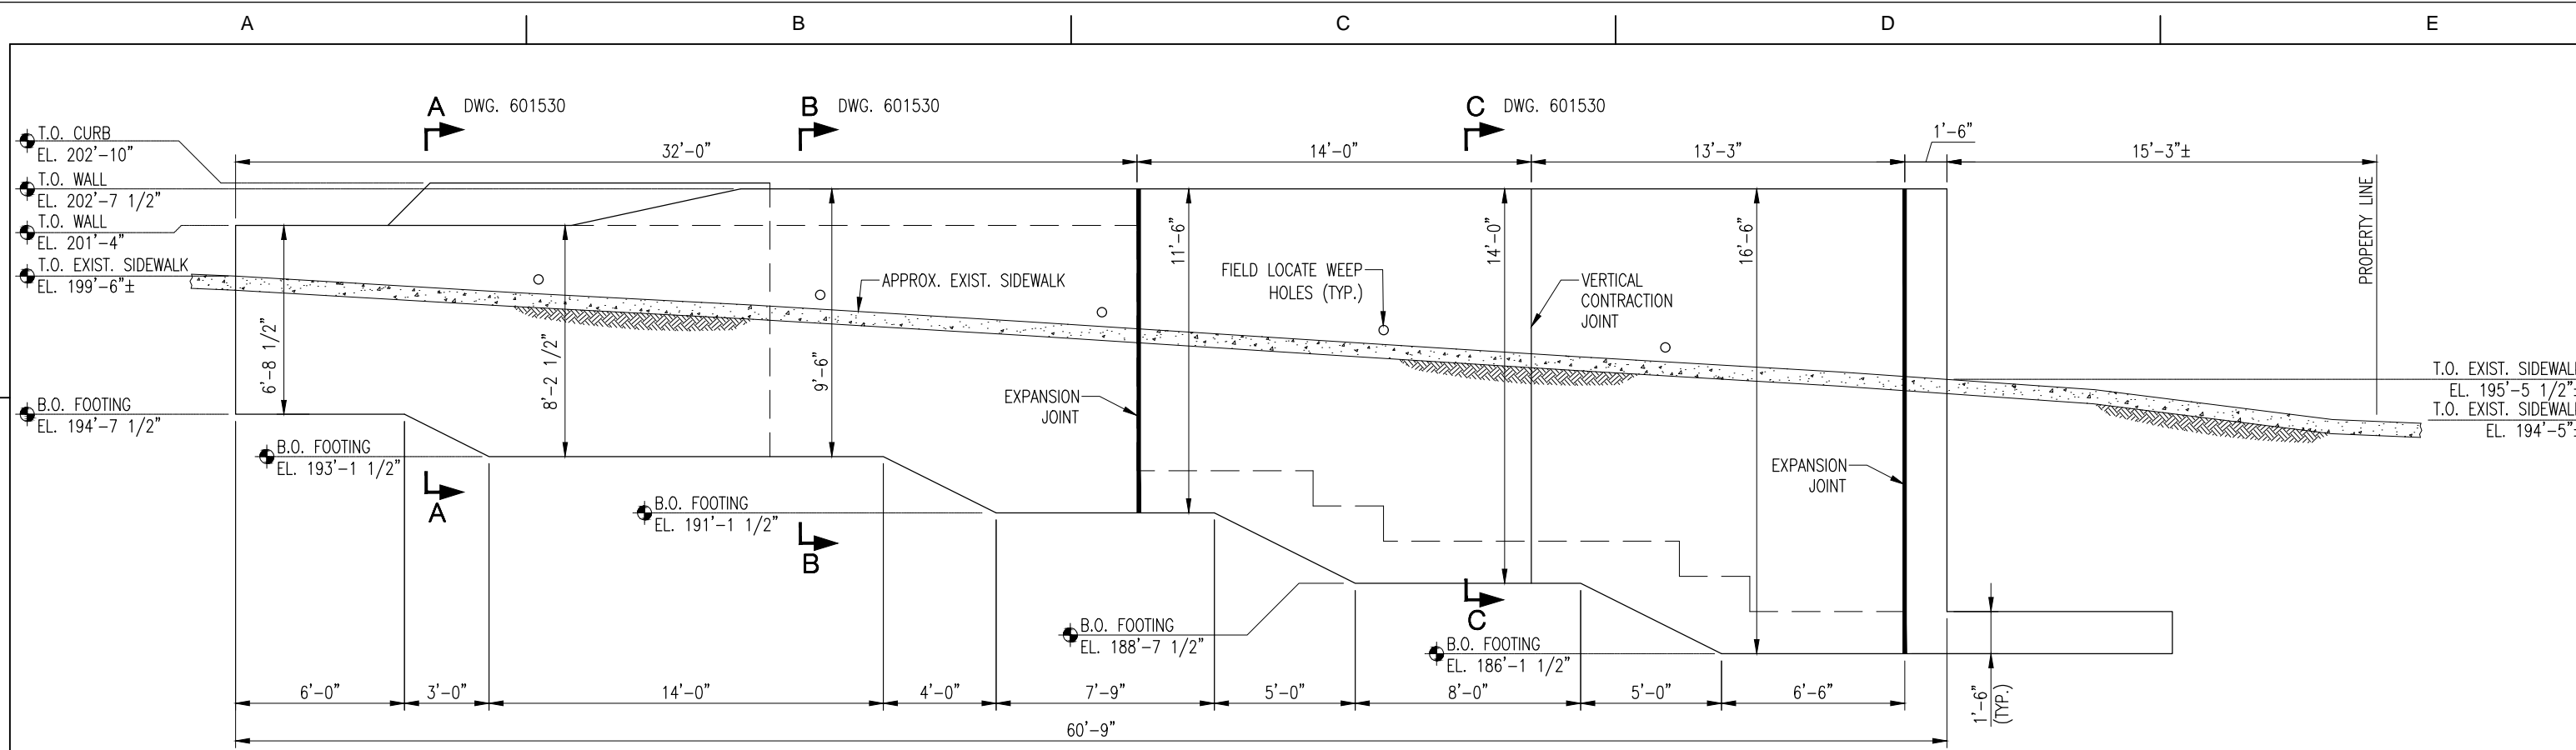 A B C D E
A DWG. 601530
B DWG. 601530
C DWG. 601530
T.O. CURB
EL. 202'-10"
T.O. WALL
EL. 202'-7 1/2"
T.O. WALL
EL. 201'-4"
T.O. EXIST. SIDEWALK
EL. 199'-6"±
B.O. FOOTING
EL. 194'-7 1/2"
32'-0"
14'-0"
13'-3"
1'-6"
15'-3"±
PROPERTY LINE
6'-8 1/2"
8'-2 1/2"
9'-6"
11'-6"
14'-0"
16'-6"
APPROX. EXIST. SIDEWALK
FIELD LOCATE WEEP
HOLES (TYP.)
VERTICAL
CONTRACTION
JOINT
EXPANSION
JOINT
EXPANSION
JOINT
T.O. EXIST. SIDEWALK
EL. 195'-5 1/2"±
T.O. EXIST. SIDEWALK
EL. 194'-5"±
B.O. FOOTING
EL. 193'-1 1/2"
A
B.O. FOOTING
EL. 191'-1 1/2"
B
B.O. FOOTING
EL. 188'-7 1/2"
C
B.O. FOOTING
EL. 186'-1 1/2"
6'-0"
3'-0"
14'-0"
4'-0"
7'-9"
5'-0"
8'-0"
5'-0"
6'-6"
1'-6"
(TYP.)
60'-9"